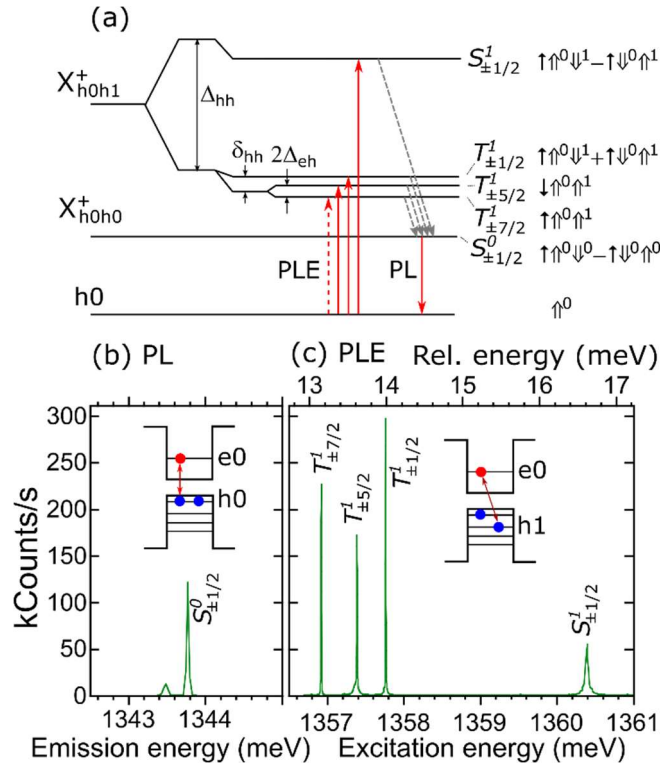 (a)
S¹±1/2 ↑⇑⁰⇓¹−↑⇓⁰⇑¹
X⁺h0h1
Δhh
δhh 2Δeh
T¹±1/2 ↑⇑⁰⇓¹+↑⇓⁰⇑¹
T¹±5/2 ↓⇑⁰⇑¹
T¹±7/2 ↑⇑⁰⇑¹
X⁺h0h0
S⁰±1/2 ↑⇑⁰⇓⁰−↑⇓⁰⇑⁰
PLE PL
h0 ⇑⁰
(b) PL
(c) PLE Rel. energy (meV)
13 14 15 16 17
300
250
200
150
100
50
0
kCounts/s
e0
h0
S⁰±1/2
T¹±7/2
T¹±5/2
T¹±1/2
e0
h1
S¹±1/2
1343 1344
Emission energy (meV)
1357 1358 1359 1360 1361
Excitation energy (meV)